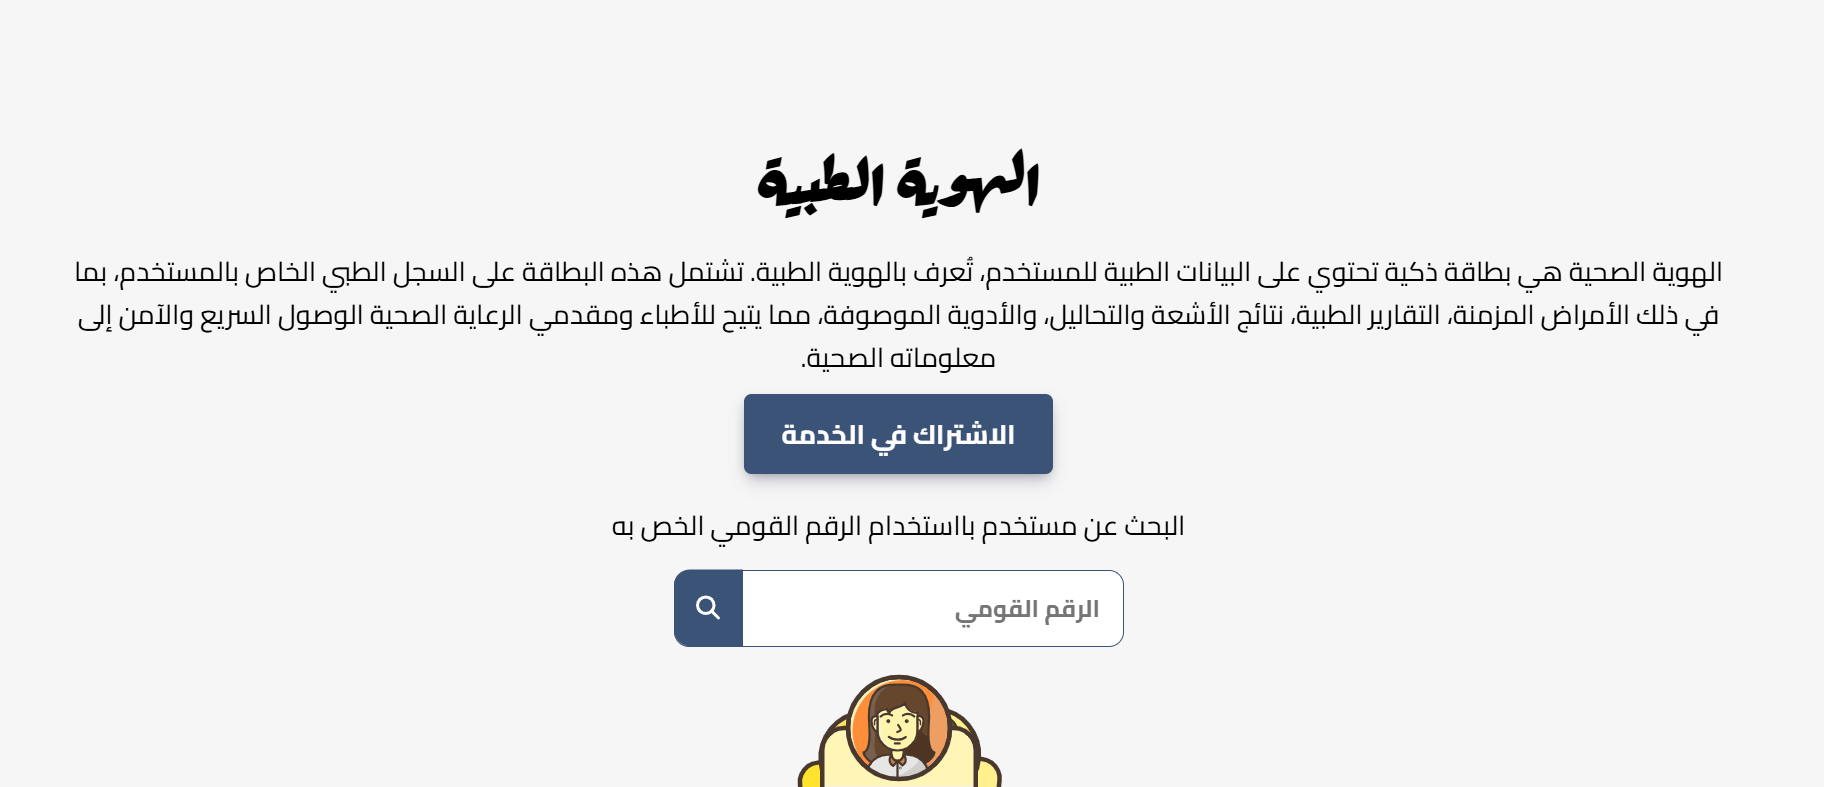 الهوية الطبية
الهوية الصحية هي بطاقة ذكية تحتوي على البيانات الطبية للمستخدم، تُعرف بالهوية الطبية. تشتمل هذه البطاقة على السجل الطبي الخاص بالمستخدم، بما
في ذلك الأمراض المزمنة، التقارير الطبية، نتائج الأشعة والتحاليل، والأدوية الموصوفة، مما يتيح للأطباء ومقدمي الرعاية الصحية الوصول السريع والآمن إلى
معلوماته الصحية.
الاشتراك في الخدمة
البحث عن مستخدم بااستخدام الرقم القومي الخص به
الرقم القومي